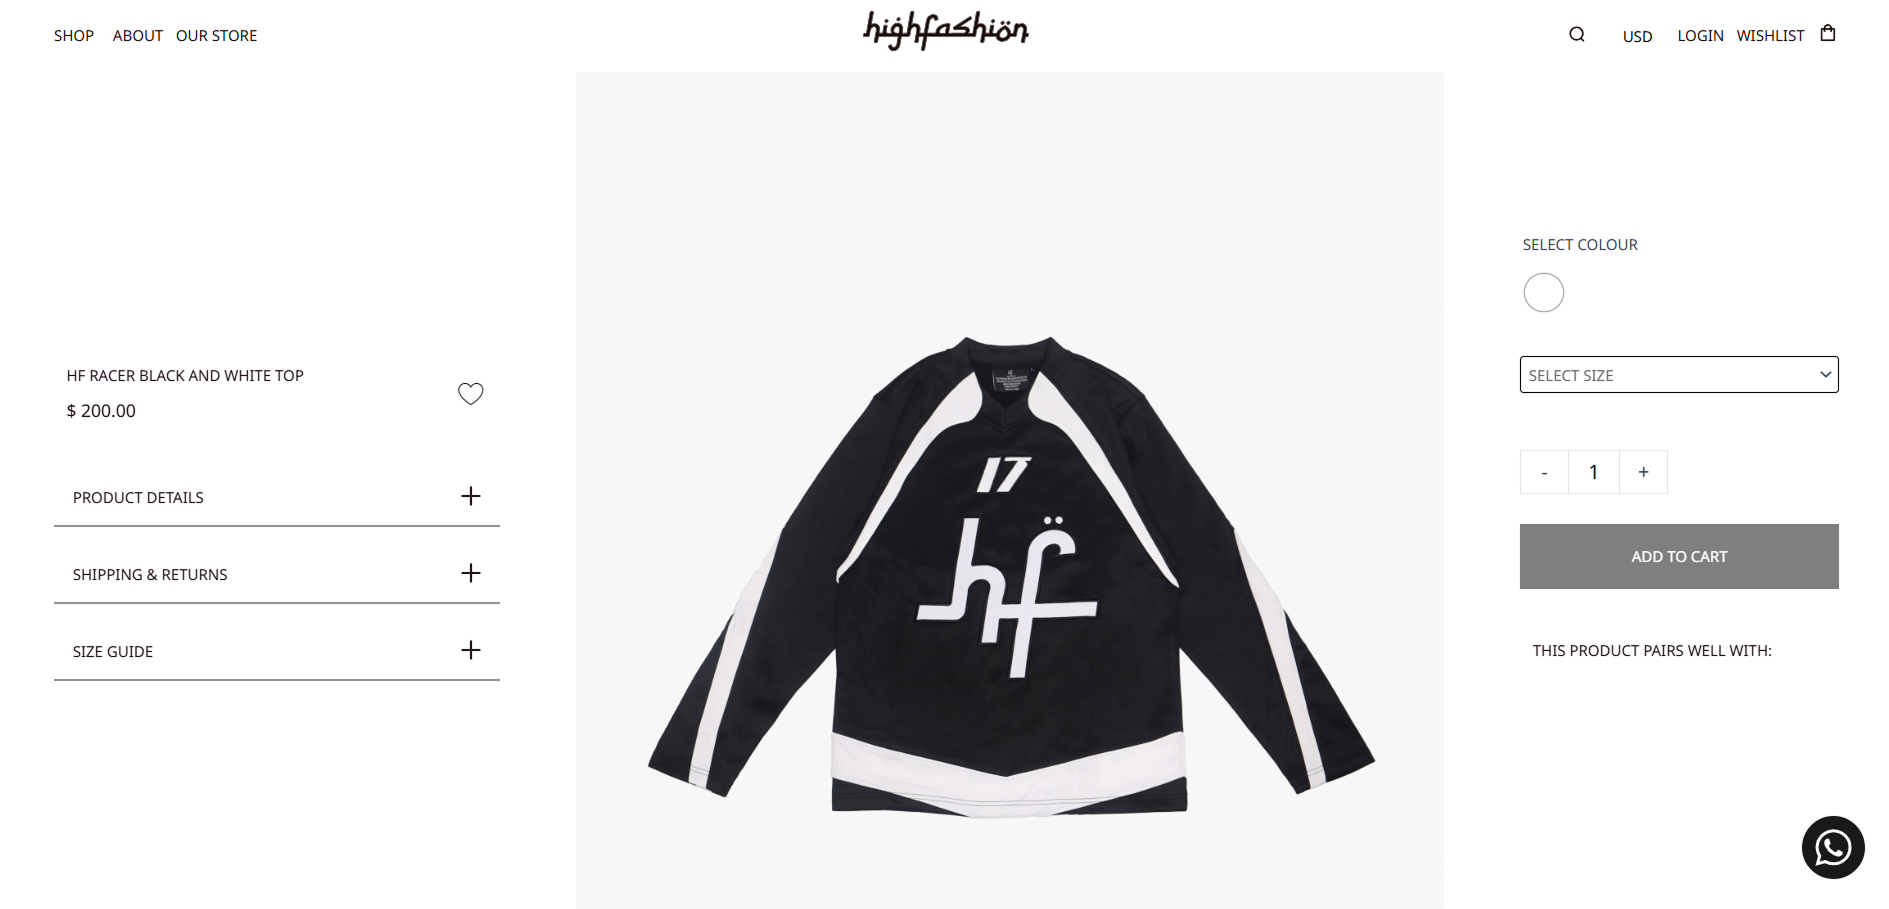 SHOP ABOUT OUR STORE
highfashiön
USD LOGIN WISHLIST
HF RACER BLACK AND WHITE TOP
$ 200.00
PRODUCT DETAILS
SHIPPING & RETURNS
SIZE GUIDE
17
hf̈
SELECT COLOUR
SELECT SIZE
- 1 +
ADD TO CART
THIS PRODUCT PAIRS WELL WITH: